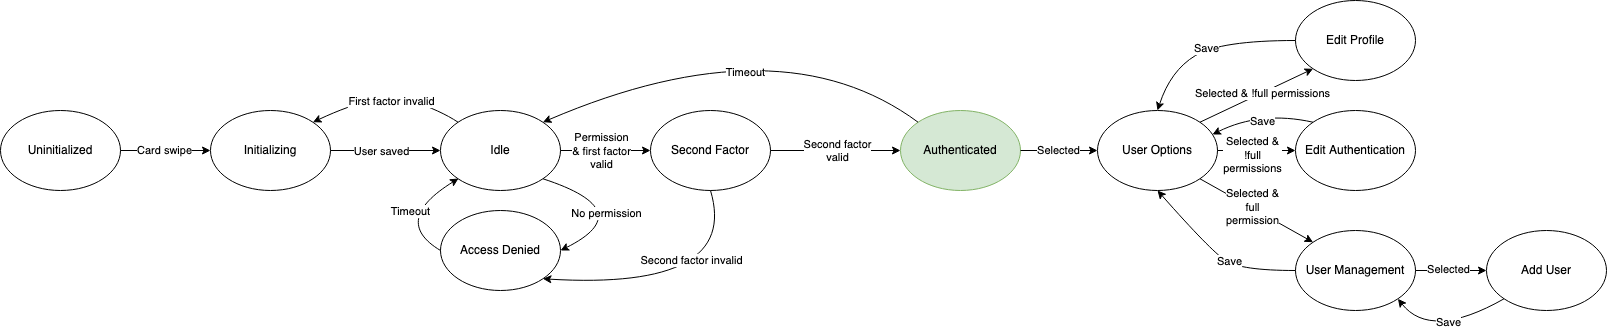 Edit Profile
Save
Timeout
Selected & !full permissions
First factor invalid
Save
Uninitialized
Card swipe
Initializing
User saved
Idle
Permission
& first factor
valid
Second Factor
Second factor
valid
Authenticated
Selected
User Options
Selected &
!full
permissions
Edit Authentication
Selected &
full
permission
Timeout
No permission
Access Denied
Second factor invalid
Save
User Management
Selected
Add User
Save